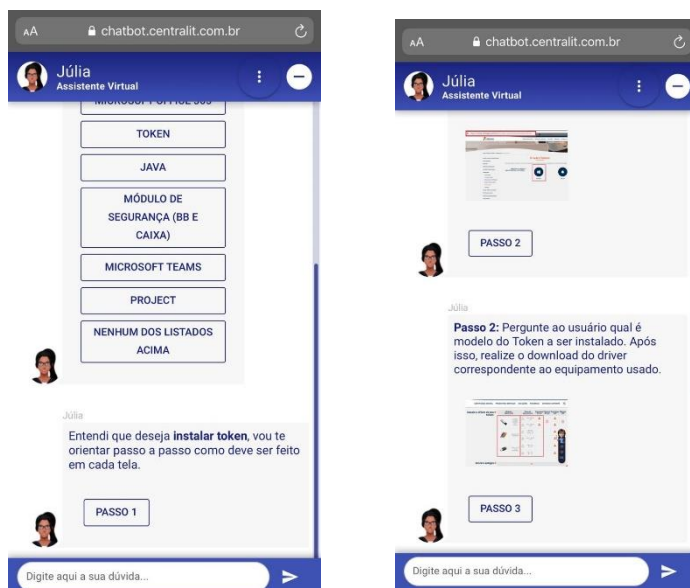 AA chatbot.centralit.com.br
Júlia
Assistente Virtual
MICROSOFT OFFICE 365
TOKEN
JAVA
MÓDULO DE
SEGURANÇA (BB E
CAIXA)
MICROSOFT TEAMS
PROJECT
NENHUM DOS LISTADOS
ACIMA
Júlia
Entendi que deseja instalar token, vou te
orientar passo a passo como deve ser feito
em cada tela.
PASSO 1
Digite aqui a sua dúvida...
AA chatbot.centralit.com.br
Júlia
Assistente Virtual
PASSO 2
Júlia
Passo 2: Pergunte ao usuário qual é
modelo do Token a ser instalado. Após
isso, realize o download do driver
correspondente ao equipamento usado.
PASSO 3
Digite aqui a sua dúvida...